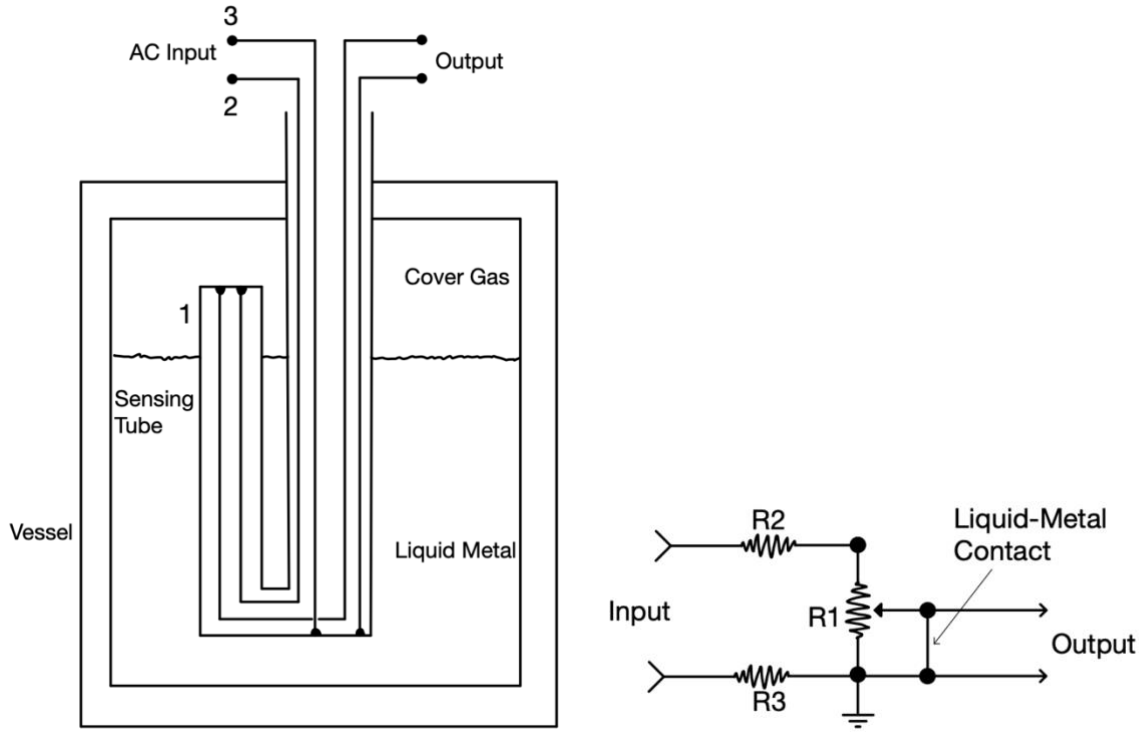 3
AC Input
2
Output
Cover Gas
1
Sensing
Tube
Vessel
Liquid Metal
R2
Liquid-Metal
Contact
Input
R1
Output
R3